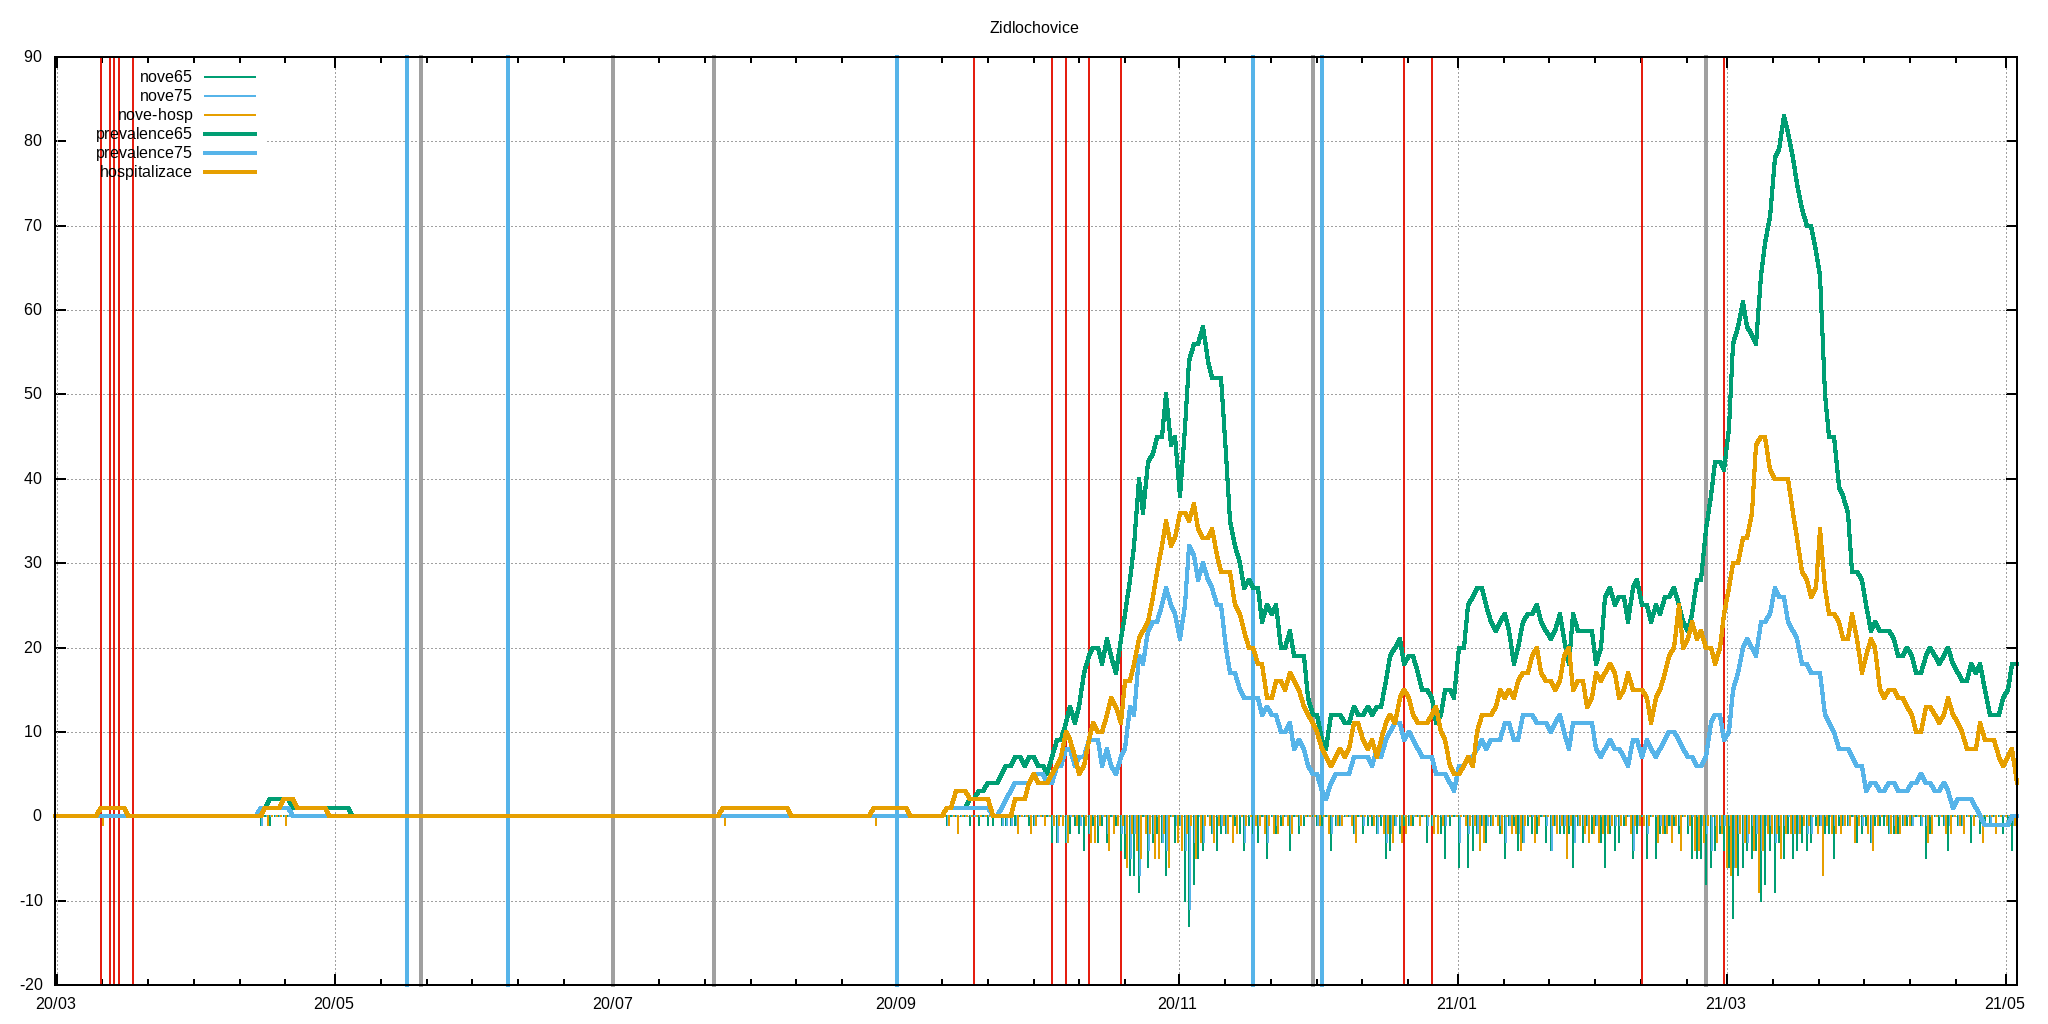 Zidlochovice
90
80
70
60
50
40
30
20
10
0
-10
-20
nove65
nove75
nove-hosp
prevalence65
prevalence75
hospitalizace
20/03 20/05 20/07 20/09 20/11 21/01 21/03 21/05